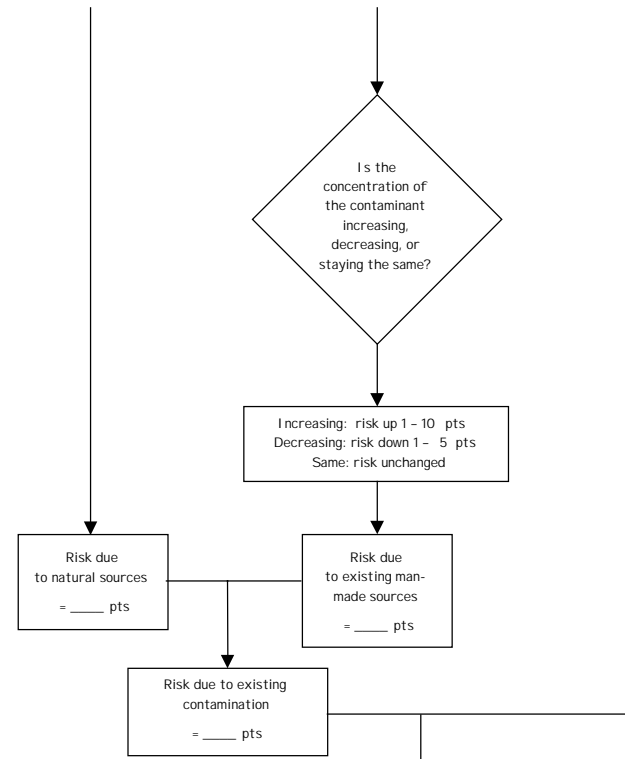 Is the
concentration of
the contaminant
increasing,
decreasing, or
staying the same?
Increasing: risk up 1 – 10 pts
Decreasing: risk down 1 – 5 pts
Same: risk unchanged
Risk due
to natural sources
= _____ pts
Risk due
to existing man-
made sources
= _____ pts
Risk due to existing
contamination
= _____ pts